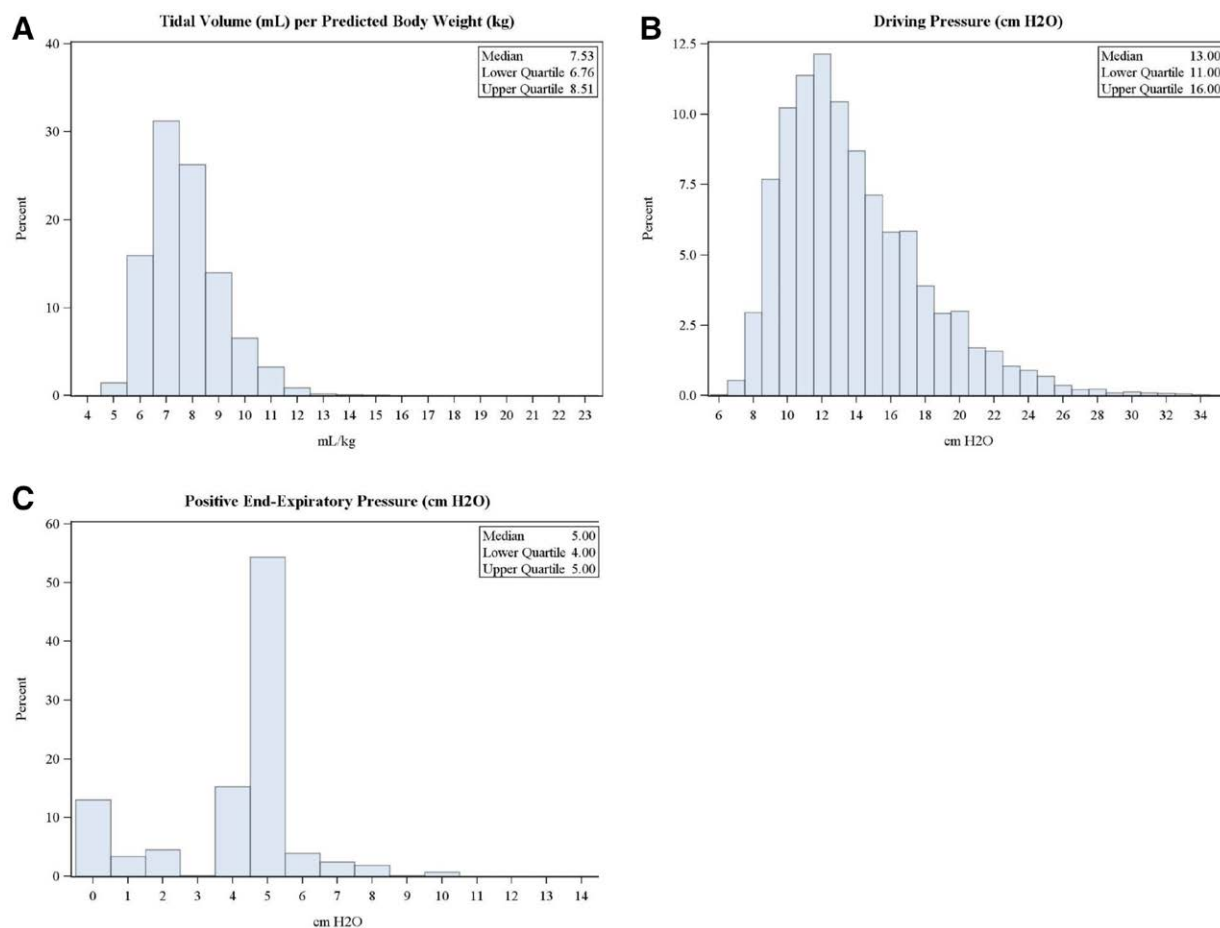 A
Tidal Volume (mL) per Predicted Body Weight (kg)
Median 7.53
Lower Quartile 6.76
Upper Quartile 8.51
40
30
20
10
0
Percent
4 5 6 7 8 9 10 11 12 13 14 15 16 17 18 19 20 21 22 23
mL/kg
B
Driving Pressure (cm H2O)
Median 13.00
Lower Quartile 11.00
Upper Quartile 16.00
12.5
10.0
7.5
5.0
2.5
0.0
Percent
6 8 10 12 14 16 18 20 22 24 26 28 30 32 34
cm H2O
C
Positive End-Expiratory Pressure (cm H2O)
Median 5.00
Lower Quartile 4.00
Upper Quartile 5.00
60
50
40
30
20
10
0
Percent
0 1 2 3 4 5 6 7 8 9 10 11 12 13 14
cm H2O